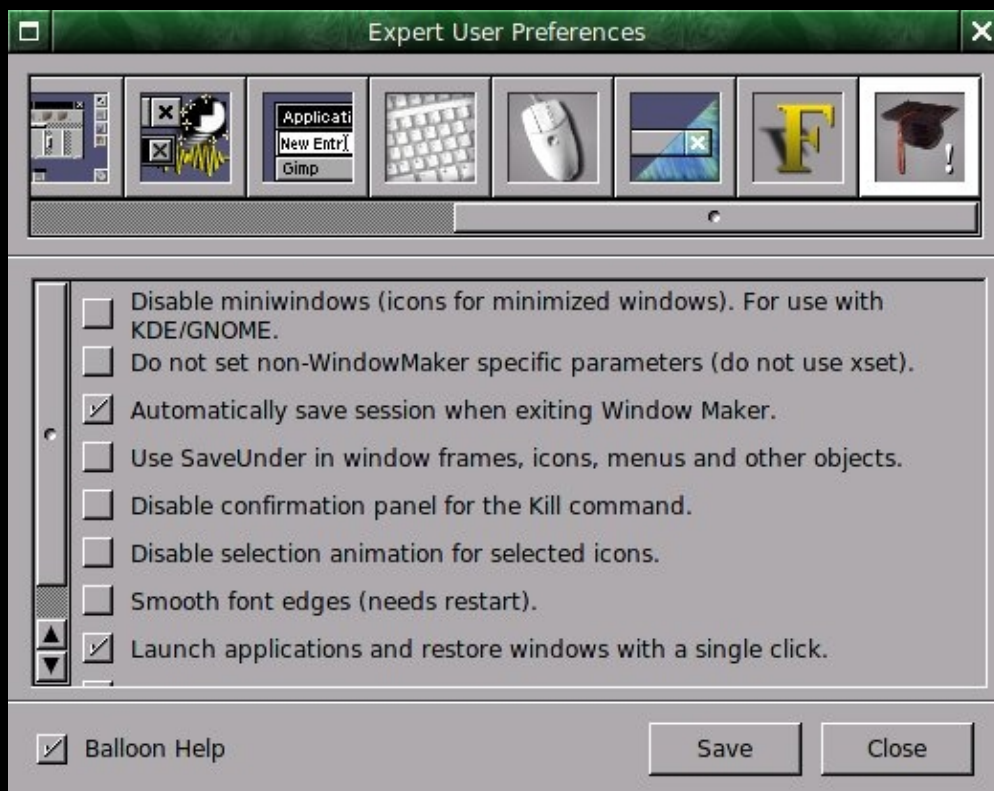 Expert User Preferences
Applicati
New Entr
Gimp
F
!
Disable miniwindows (icons for minimized windows). For use with
KDE/GNOME.
Do not set non-WindowMaker specific parameters (do not use xset).
Automatically save session when exiting Window Maker.
Use SaveUnder in window frames, icons, menus and other objects.
Disable confirmation panel for the Kill command.
Disable selection animation for selected icons.
Smooth font edges (needs restart).
Launch applications and restore windows with a single click.
Balloon Help
Save
Close